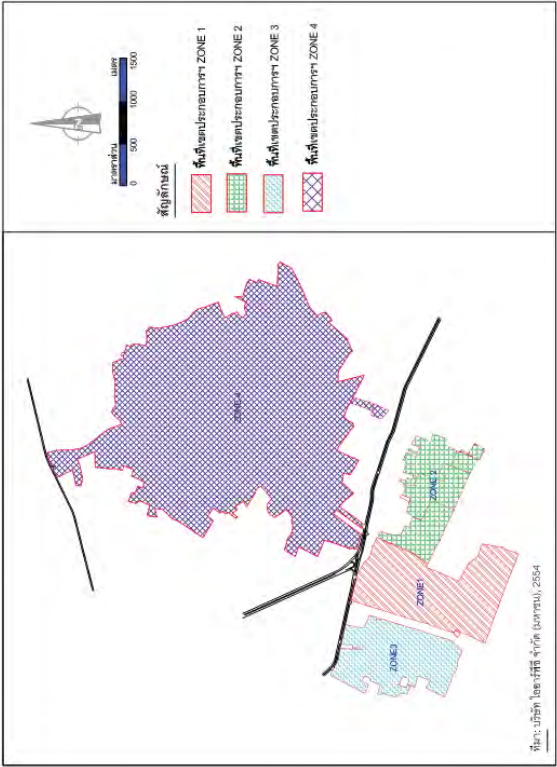 N
มาตราส่วน เมตร
0 500 1000 1500
สัญลักษณ์
พื้นที่เขตประกอบการฯ ZONE 1
พื้นที่เขตประกอบการฯ ZONE 2
พื้นที่เขตประกอบการฯ ZONE 3
พื้นที่เขตประกอบการฯ ZONE 4
ZONE 4
ZONE 2
ZONE1
ZONE3
ที่มา: บริษัท ไออาร์พีซี จำกัด (มหาชน), 2554